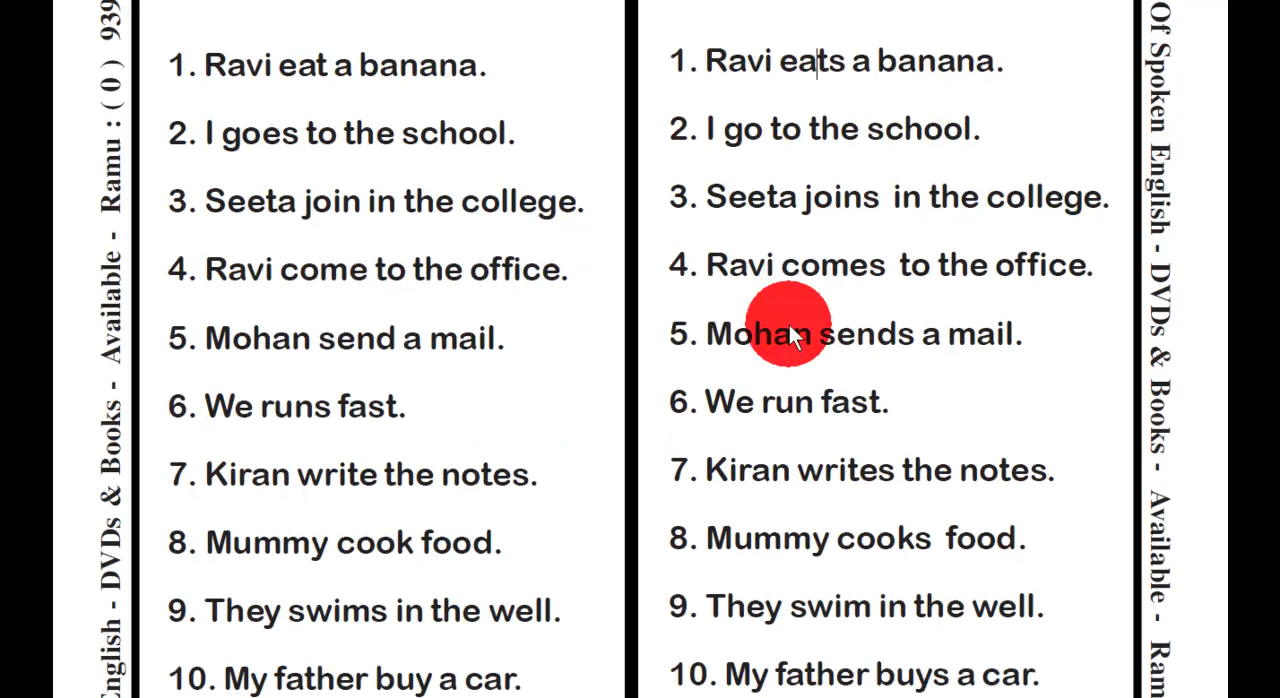 939
English - DVDs & Books - Available - Ramu : ( 0 )
1. Ravi eat a banana.
2. I goes to the school.
3. Seeta join in the college.
4. Ravi come to the office.
5. Mohan send a mail.
6. We runs fast.
7. Kiran write the notes.
8. Mummy cook food.
9. They swims in the well.
10. My father buy a car.
1. Ravi eats a banana.
2. I go to the school.
3. Seeta joins in the college.
4. Ravi comes to the office.
5. Mohan sends a mail.
6. We run fast.
7. Kiran writes the notes.
8. Mummy cooks food.
9. They swim in the well.
10. My father buys a car.
Of Spoken English - DVDs & Books - Available - Ram